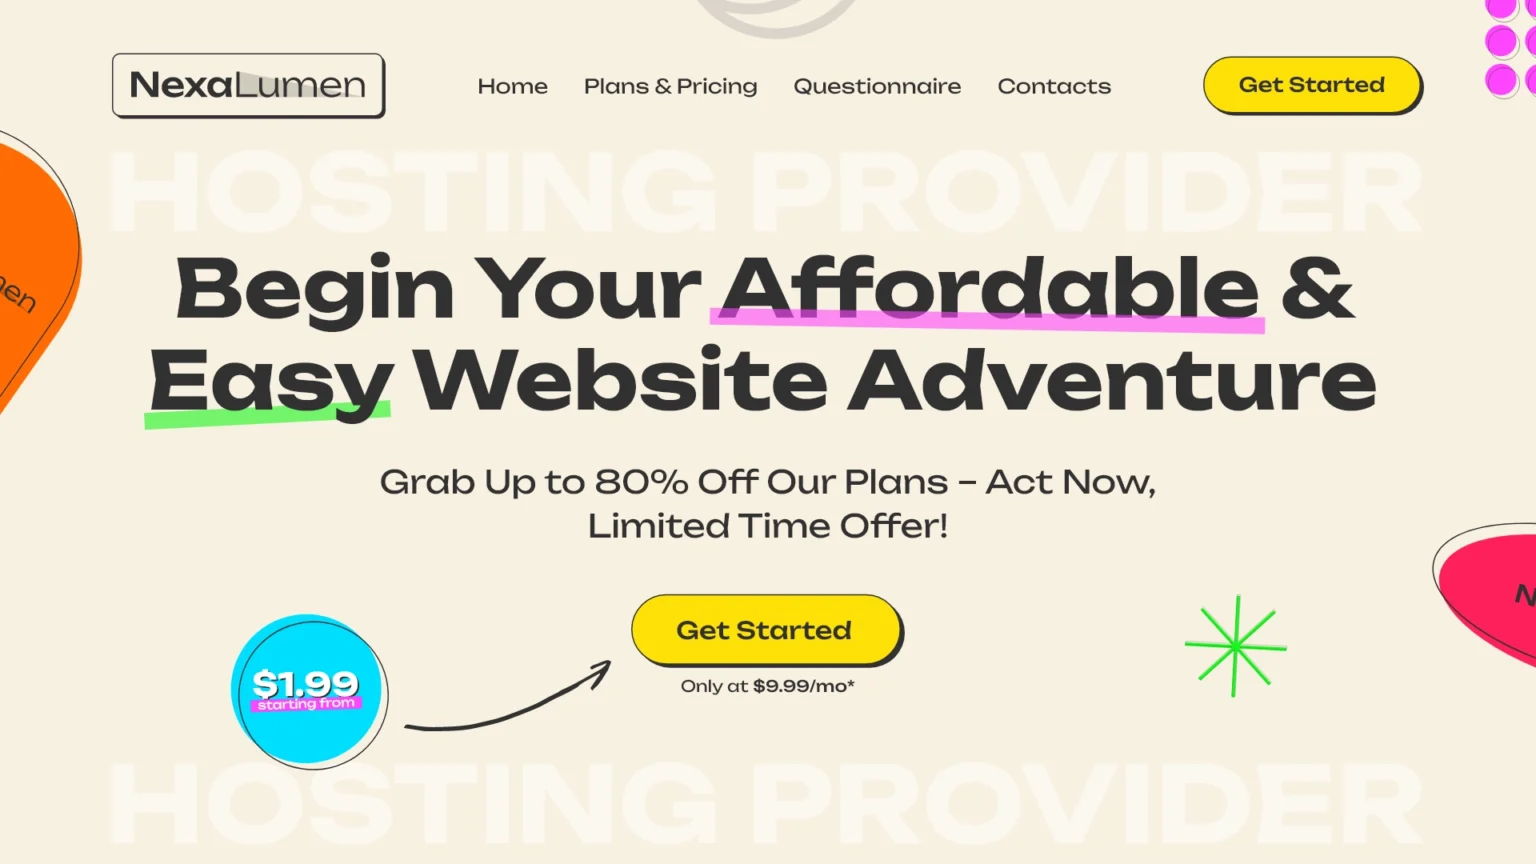 NexaLumen
Home
Plans & Pricing
Questionnaire
Contacts
Get Started
HOSTING PROVIDER
Begin Your Affordable &
Easy Website Adventure
Grab Up to 80% Off Our Plans – Act Now,
Limited Time Offer!
Get Started
Only at $9.99/mo*
$1.99
starting from
HOSTING PROVIDER